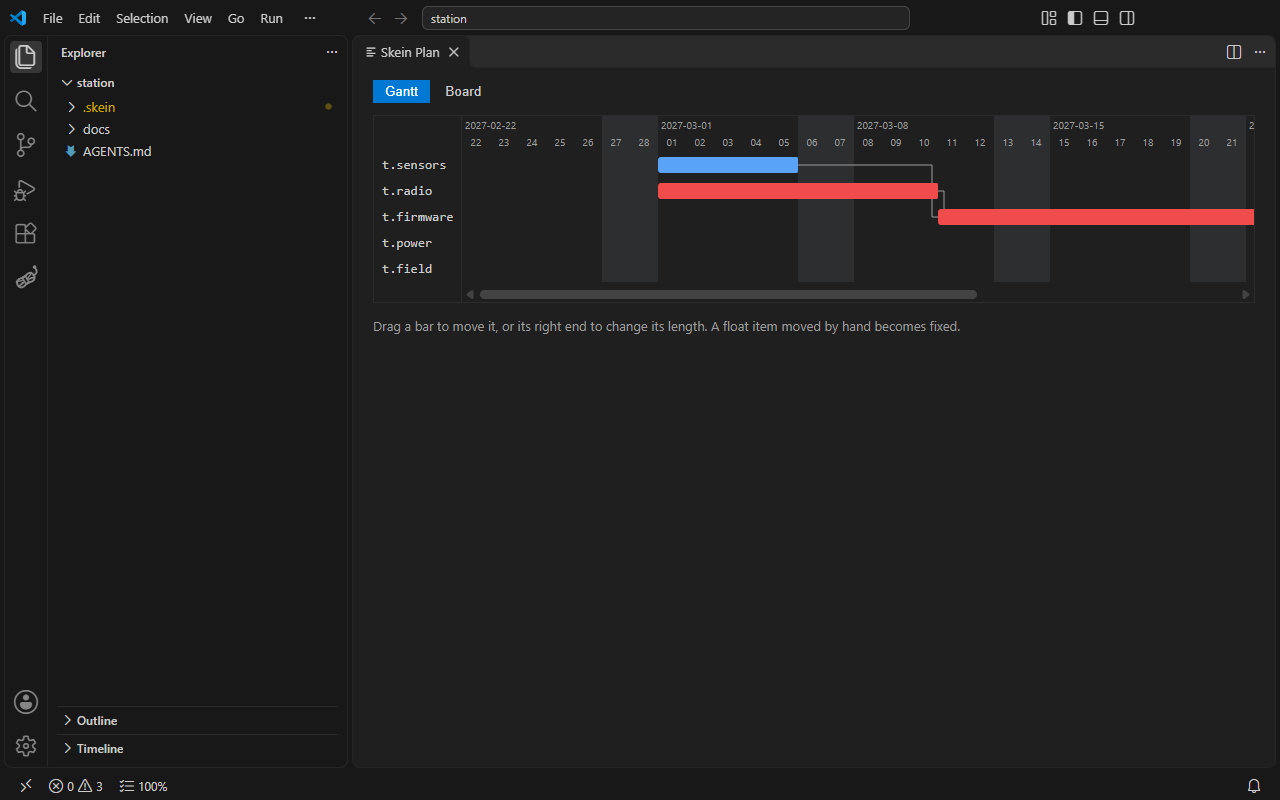 File Edit Selection View Go Run ···
station
Explorer
Skein Plan
station
.skein
docs
AGENTS.md
Gantt Board
2027-02-22 2027-03-01 2027-03-08 2027-03-15 2
22 23 24 25 26 27 28 01 02 03 04 05 06 07 08 09 10 11 12 13 14 15 16 17 18 19 20 21
t.sensors
t.radio
t.firmware
t.power
t.field
Drag a bar to move it, or its right end to change its length. A float item moved by hand becomes fixed.
Outline
Timeline
0 3 100%